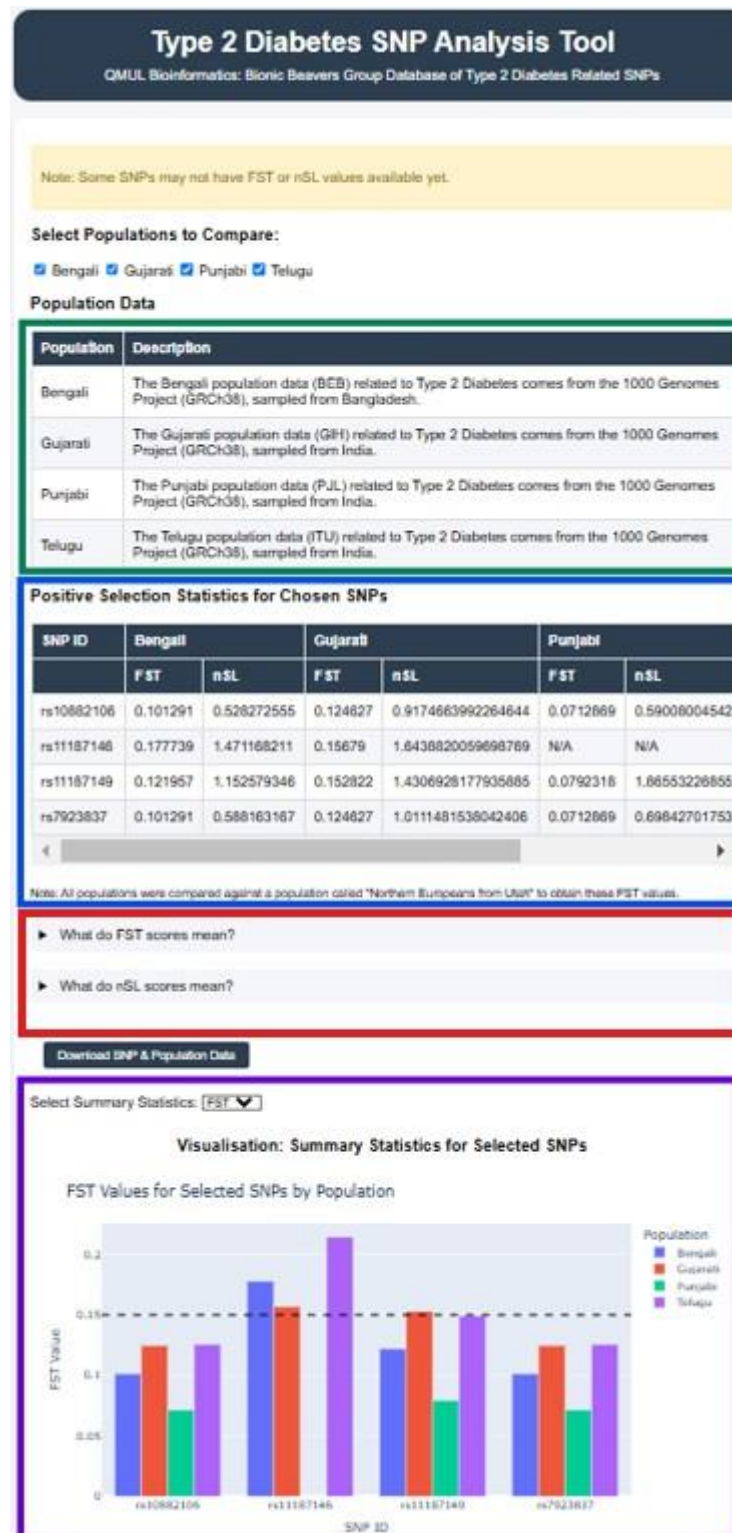 Type 2 Diabetes SNP Analysis Tool
QMUL Bioinformatics: Bionic Beavers Group Database of Type 2 Diabetes Related SNPs
Note: Some SNPs may not have FST or nSL values available yet.
Select Populations to Compare:
Bengali Gujarati Punjabi Telugu
Population Data
Population Description
Bengali The Bengali population data (BEB) related to Type 2 Diabetes comes from the 1000 Genomes
Project (GRCh38), sampled from Bangladesh.
Gujarati The Gujarati population data (GIH) related to Type 2 Diabetes comes from the 1000 Genomes
Project (GRCh38), sampled from India.
Punjabi The Punjabi population data (PJL) related to Type 2 Diabetes comes from the 1000 Genomes
Project (GRCh38), sampled from India.
Telugu The Telugu population data (ITU) related to Type 2 Diabetes comes from the 1000 Genomes
Project (GRCh38), sampled from India.
Positive Selection Statistics for Chosen SNPs
SNP ID Bengali Gujarati Punjabi
FST nSL FST nSL FST nSL
rs10882106 0.101291 0.528272555 0.124627 0.9174663992264644 0.0712869 0.59008004542
rs11187146 0.177739 1.471168211 0.15679 1.6438820059698769 N/A N/A
rs11187149 0.121957 1.152579346 0.152822 1.4306928177935885 0.0792318 1.66553226855
rs7923837 0.101291 0.588163167 0.124627 1.0111481538042406 0.0712869 0.69842701753
Note: All populations were compared against a population called "Northern Europeans from Utah" to obtain these FST values.
What do FST scores mean?
What do nSL scores mean?
Download SNP & Population Data
Select Summary Statistics: FST
Visualisation: Summary Statistics for Selected SNPs
FST Values for Selected SNPs by Population
Population
Bengali
Gujarati
Punjabi
Telugu
0.2
0.15
0.1
0.05
0
FST Value
rs10882106 rs11187146 rs11187149 rs7923837
SNP ID